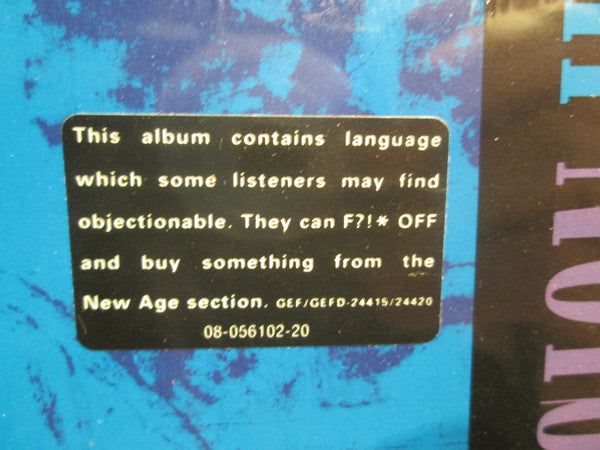 This album contains language
which some listeners may find
objectionable. They can F?!* OFF
and buy something from the
New Age section. GEF/GEFD-24415/24420
08-056102-20